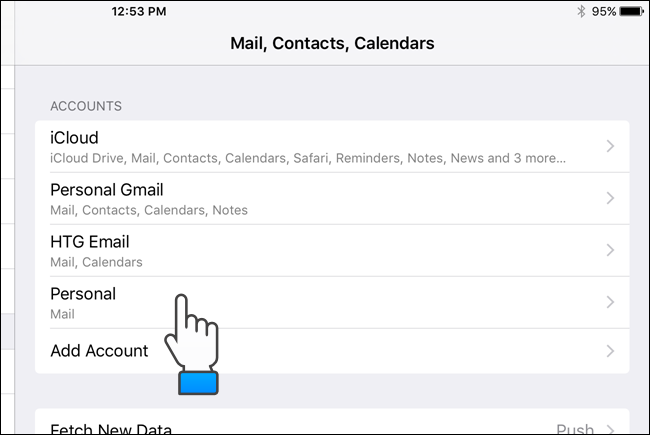 12:53 PM
95%
Mail, Contacts, Calendars
ACCOUNTS
iCloud
iCloud Drive, Mail, Contacts, Calendars, Safari, Reminders, Notes, News and 3 more...
Personal Gmail
Mail, Contacts, Calendars, Notes
HTG Email
Mail, Calendars
Personal
Mail
Add Account
Fetch New Data
Push